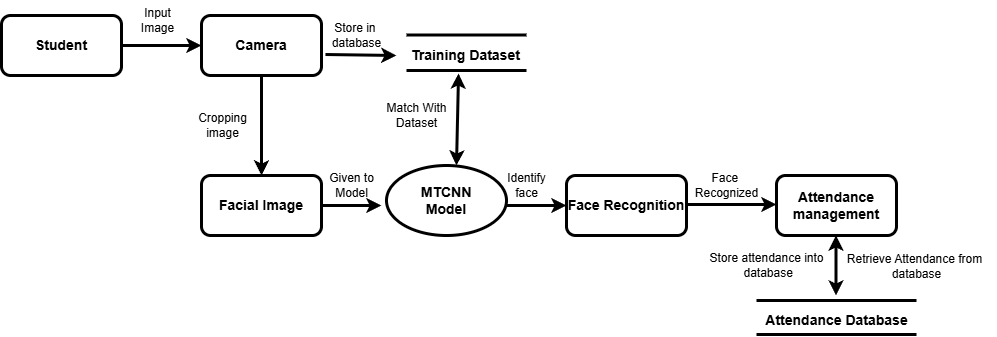 Input
Image
Student
Camera
Store in
database
Training Dataset
Cropping
image
Match With
Dataset
Facial Image
Given to
Model
MTCNN
Model
Identify
face
Face Recognition
Face
Recognized
Attendance
management
Store attendance into
database
Retrieve Attendance from
database
Attendance Database